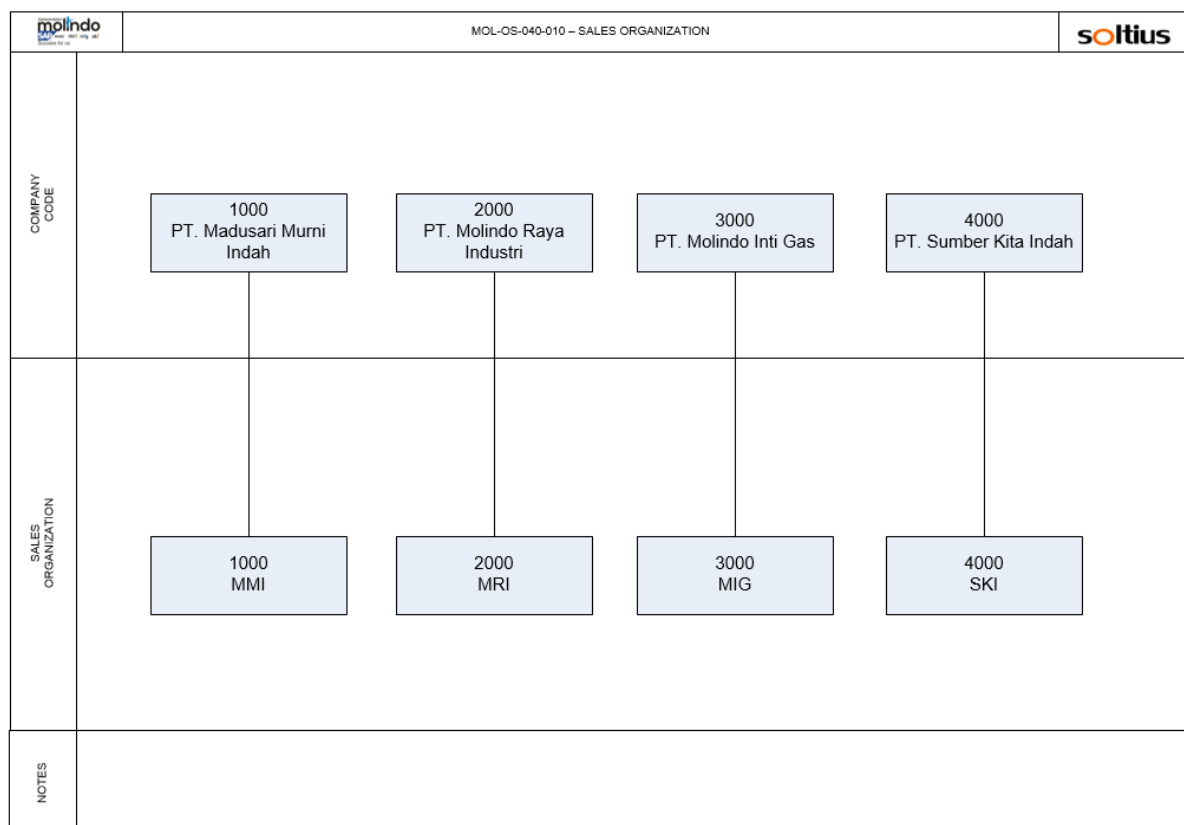 molindo
MOL-OS-040-010 – SALES ORGANIZATION
soltius
COMPANY
CODE
1000
PT. Madusari Murni
Indah
2000
PT. Molindo Raya
Industri
3000
PT. Molindo Inti Gas
4000
PT. Sumber Kita Indah
SALES
ORGANIZATION
1000
MMI
2000
MRI
3000
MIG
4000
SKI
NOTES